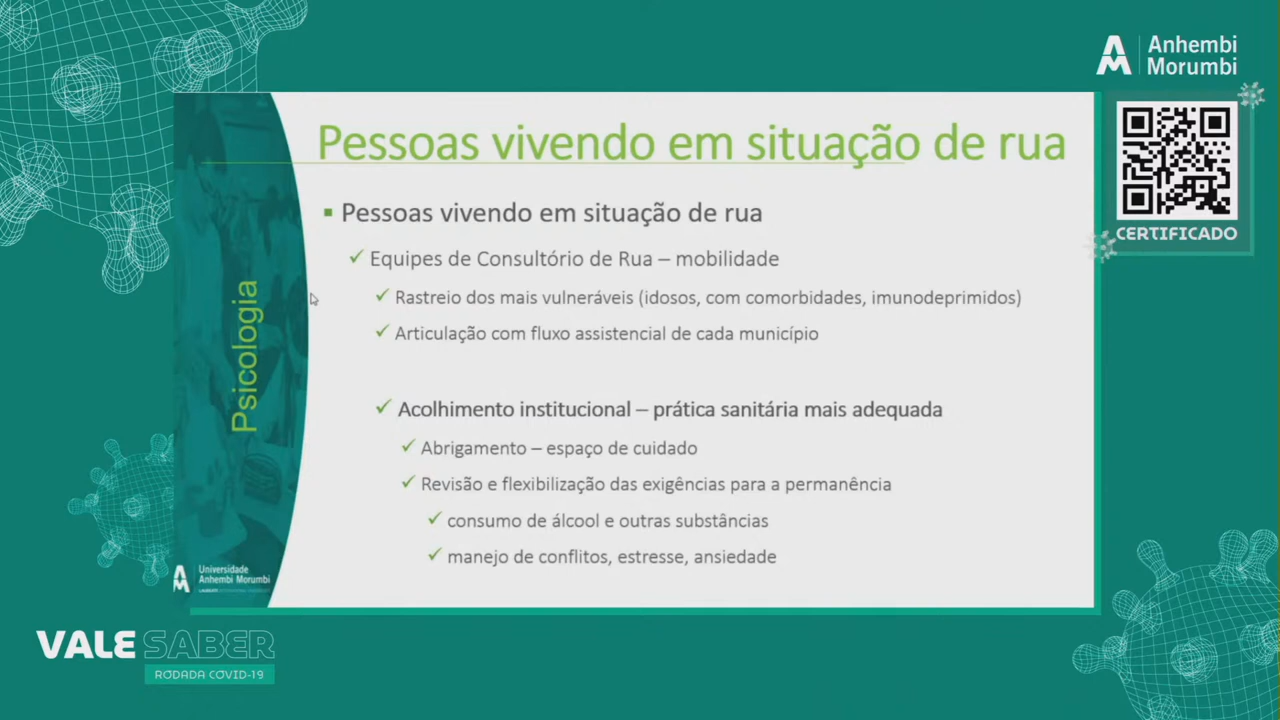 Anhembi
Morumbi
Pessoas vivendo em situação de rua
▪ Pessoas vivendo em situação de rua
✓ Equipes de Consultório de Rua – mobilidade
✓ Rastreio dos mais vulneráveis (idosos, com comorbidades, imunodeprimidos)
✓ Articulação com fluxo assistencial de cada município
✓ Acolhimento institucional – prática sanitária mais adequada
✓ Abrigamento – espaço de cuidado
✓ Revisão e flexibilização das exigências para a permanência
✓ consumo de álcool e outras substâncias
✓ manejo de conflitos, estresse, ansiedade
Psicologia
Universidade
Anhembi Morumbi
CERTIFICADO
VALE SABER
RODADA COVID-19